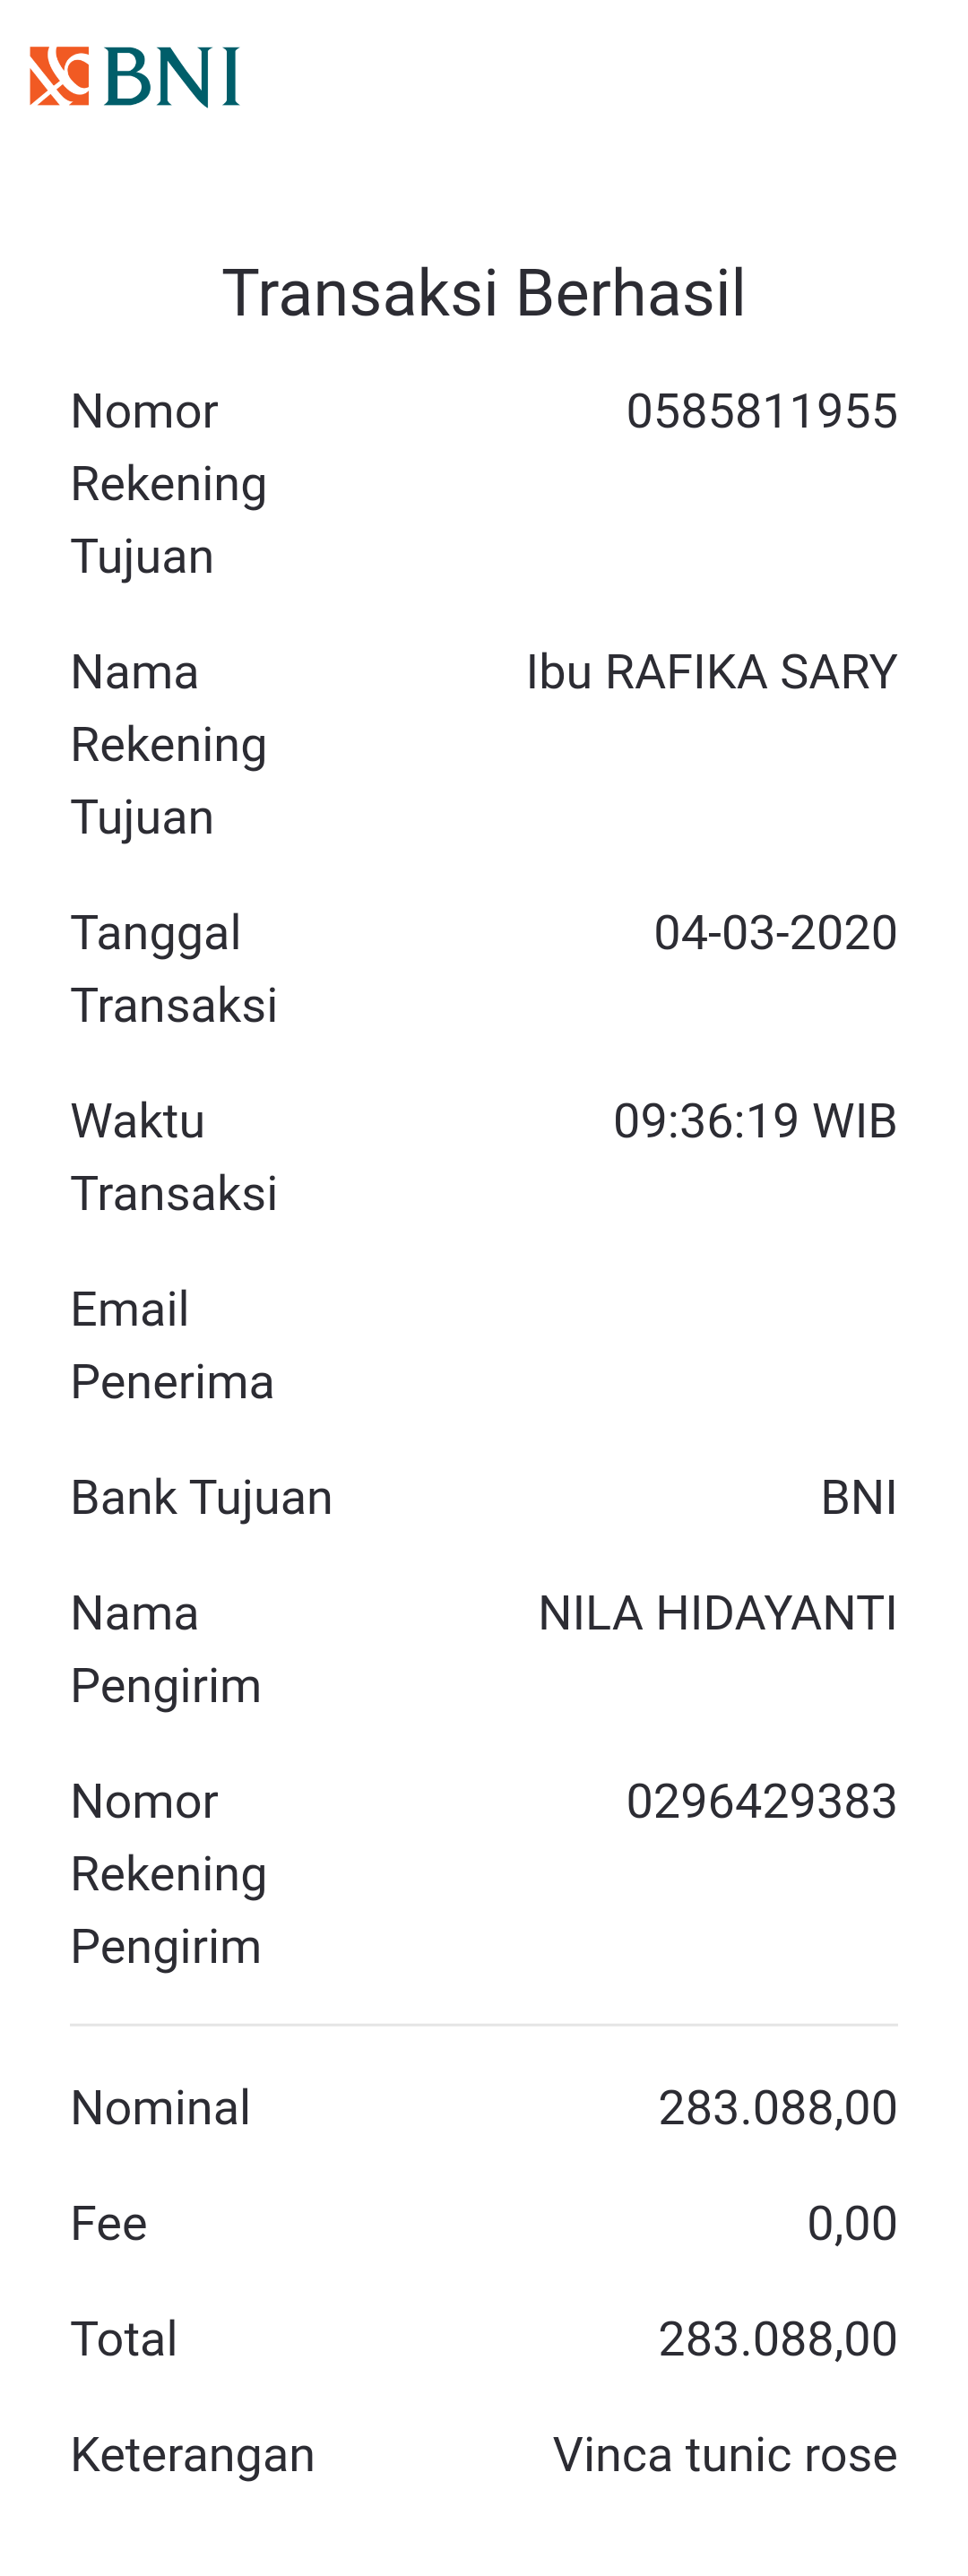 BNI
Transaksi Berhasil
Nomor Rekening Tujuan 0585811955
Nama Rekening Tujuan Ibu RAFIKA SARY
Tanggal Transaksi 04-03-2020
Waktu Transaksi 09:36:19 WIB
Email Penerima
Bank Tujuan BNI
Nama Pengirim NILA HIDAYANTI
Nomor Rekening Pengirim 0296429383
Nominal 283.088,00
Fee 0,00
Total 283.088,00
Keterangan Vinca tunic rose